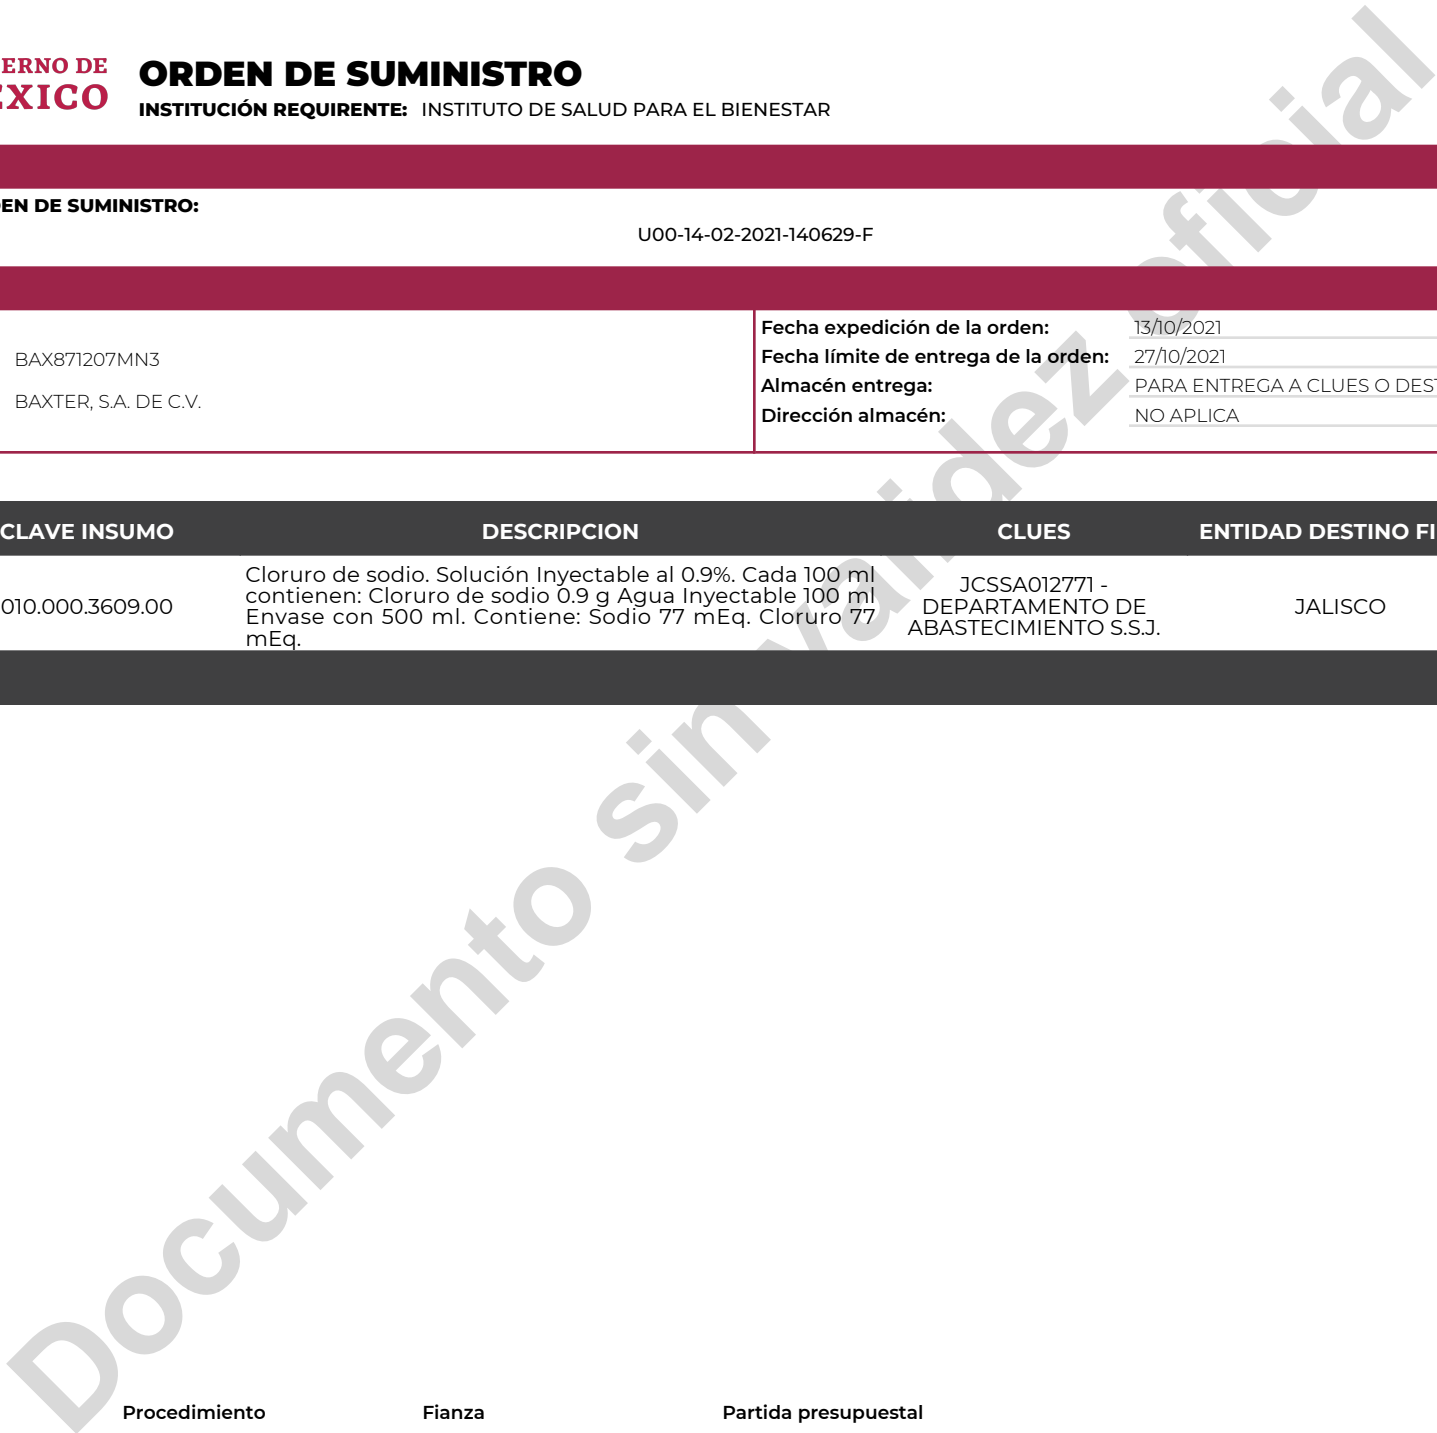 ERNO DE
EXICO
ORDEN DE SUMINISTRO
INSTITUCIÓN REQUIRENTE: INSTITUTO DE SALUD PARA EL BIENESTAR
EN DE SUMINISTRO:
U00-14-02-2021-140629-F
BAX871207MN3
BAXTER, S.A. DE C.V.
Fecha expedición de la orden: 13/10/2021
Fecha límite de entrega de la orden: 27/10/2021
Almacén entrega: PARA ENTREGA A CLUES O DEST
Dirección almacén: NO APLICA
CLAVE INSUMO DESCRIPCION CLUES ENTIDAD DESTINO FI
010.000.3609.00
Cloruro de sodio. Solución Inyectable al 0.9%. Cada 100 ml
contienen: Cloruro de sodio 0.9 g Agua Inyectable 100 ml
Envase con 500 ml. Contiene: Sodio 77 mEq. Cloruro 77
mEq.
JCSSA012771 -
DEPARTAMENTO DE
ABASTECIMIENTO S.S.J.
JALISCO
Documento sin validez oficial
Procedimiento Fianza Partida presupuestal